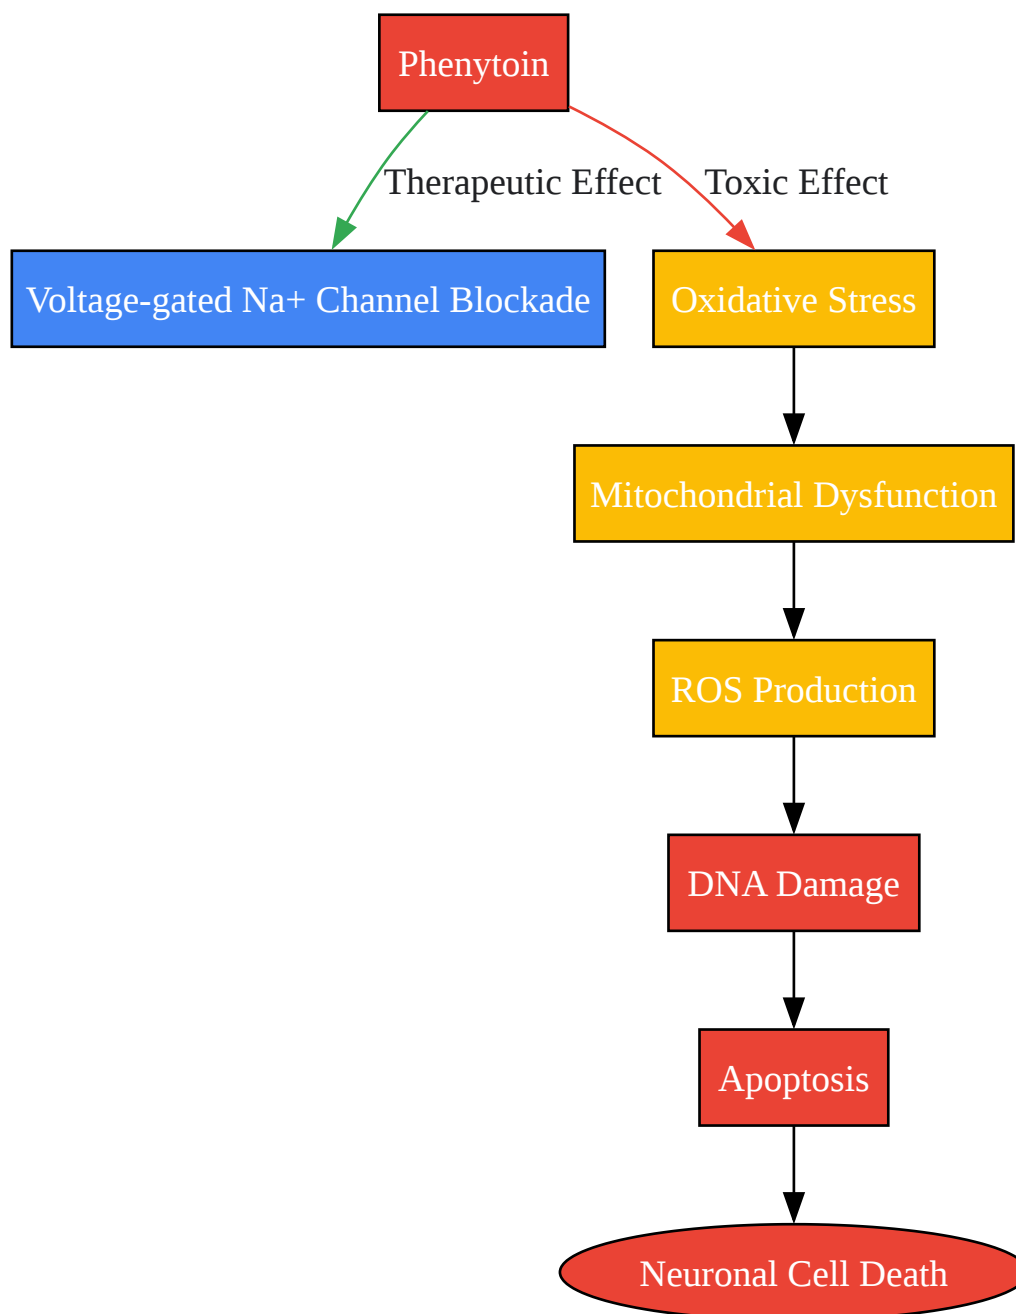 Phenytoin
Therapeutic Effect
Toxic Effect
Voltage-gated Na+ Channel Blockade
Oxidative Stress
Mitochondrial Dysfunction
ROS Production
DNA Damage
Apoptosis
Neuronal Cell Death